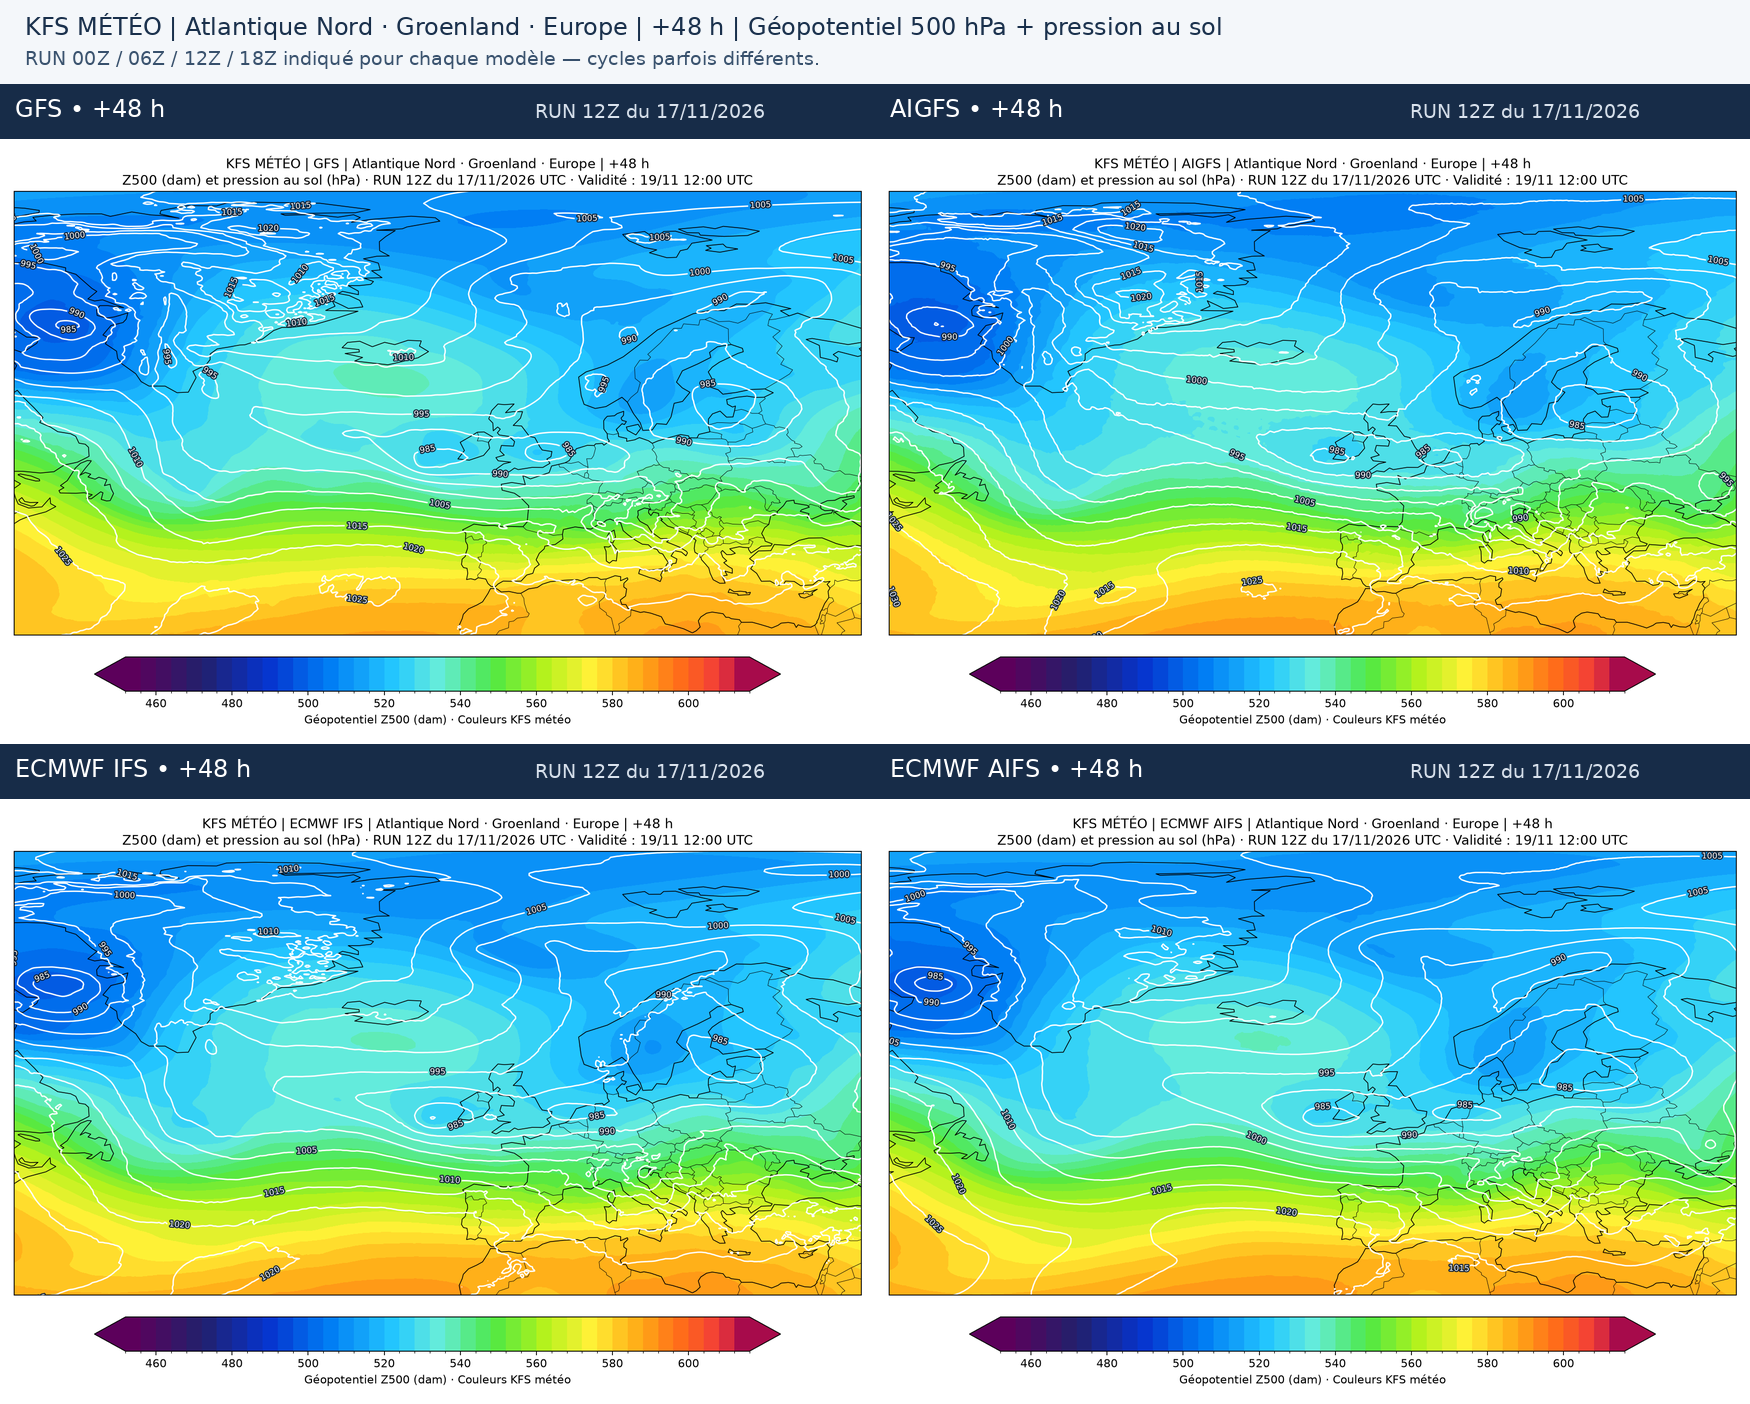 KFS MÉTÉO | Atlantique Nord · Groenland · Europe | +48 h | Géopotentiel 500 hPa + pression au sol
RUN 00Z / 06Z / 12Z / 18Z indiqué pour chaque modèle — cycles parfois différents.
GFS • +48 h
RUN 12Z du 17/11/2026
AIGFS • +48 h
RUN 12Z du 17/11/2026
KFS MÉTÉO | GFS | Atlantique Nord · Groenland · Europe | +48 h
Z500 (dam) et pression au sol (hPa) · RUN 12Z du 17/11/2026 UTC · Validité : 19/11 12:00 UTC
KFS MÉTÉO | AIGFS | Atlantique Nord · Groenland · Europe | +48 h
Z500 (dam) et pression au sol (hPa) · RUN 12Z du 17/11/2026 UTC · Validité : 19/11 12:00 UTC
460 480 500 520 540 560 580 600
Géopotentiel Z500 (dam) · Couleurs KFS météo
460 480 500 520 540 560 580 600
Géopotentiel Z500 (dam) · Couleurs KFS météo
ECMWF IFS • +48 h
RUN 12Z du 17/11/2026
ECMWF AIFS • +48 h
RUN 12Z du 17/11/2026
KFS MÉTÉO | ECMWF IFS | Atlantique Nord · Groenland · Europe | +48 h
Z500 (dam) et pression au sol (hPa) · RUN 12Z du 17/11/2026 UTC · Validité : 19/11 12:00 UTC
KFS MÉTÉO | ECMWF AIFS | Atlantique Nord · Groenland · Europe | +48 h
Z500 (dam) et pression au sol (hPa) · RUN 12Z du 17/11/2026 UTC · Validité : 19/11 12:00 UTC
460 480 500 520 540 560 580 600
Géopotentiel Z500 (dam) · Couleurs KFS météo
460 480 500 520 540 560 580 600
Géopotentiel Z500 (dam) · Couleurs KFS météo